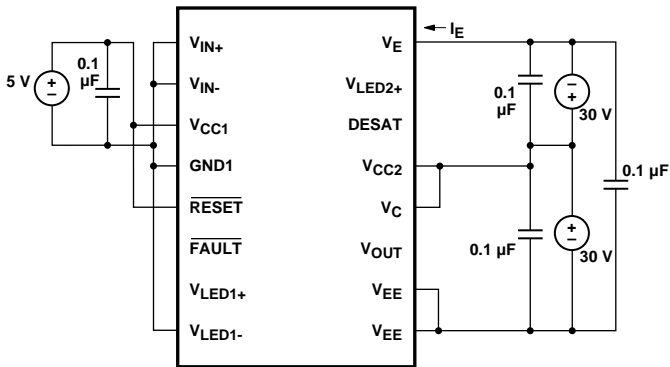 I_E
V_IN+
V_IN-
V_CC1
GND1
RESET
FAULT
V_LED1+
V_LED1-
V_E
V_LED2+
DESAT
V_CC2
V_C
V_OUT
V_EE
V_EE
5 V
+
−
0.1
µF
0.1
µF
−
+
30 V
0.1 µF
0.1 µF
+
−
30 V